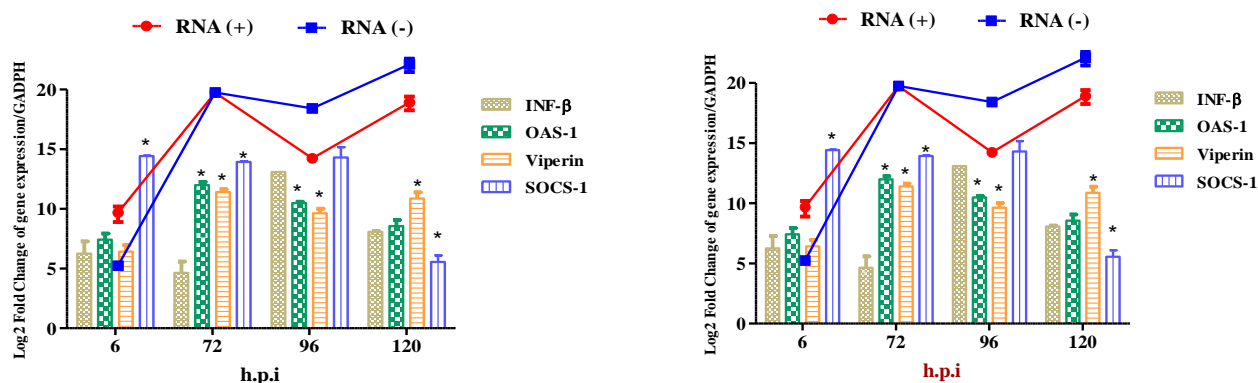 RNA (+) RNA (-)
Log2 Fold Change of gene expression/GADPH
20
15
10
5
0
* * * * * * * * *
6 72 96 120
h.p.i
INF-β
OAS-1
Viperin
SOCS-1
RNA (+) RNA (-)
Log2 Fold Change of gene expression/GADPH
20
15
10
5
0
* * * * * * * * *
6 72 96 120
h.p.i
INF-β
OAS-1
Viperin
SOCS-1